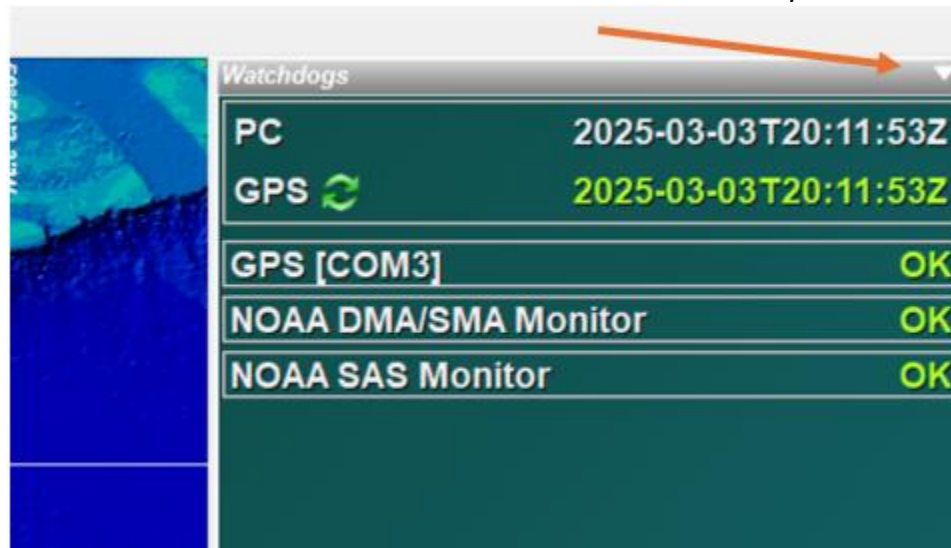 Watchdogs
PC 2025-03-03T20:11:53Z
GPS 2025-03-03T20:11:53Z
GPS [COM3] OK
NOAA DMA/SMA Monitor OK
NOAA SAS Monitor OK